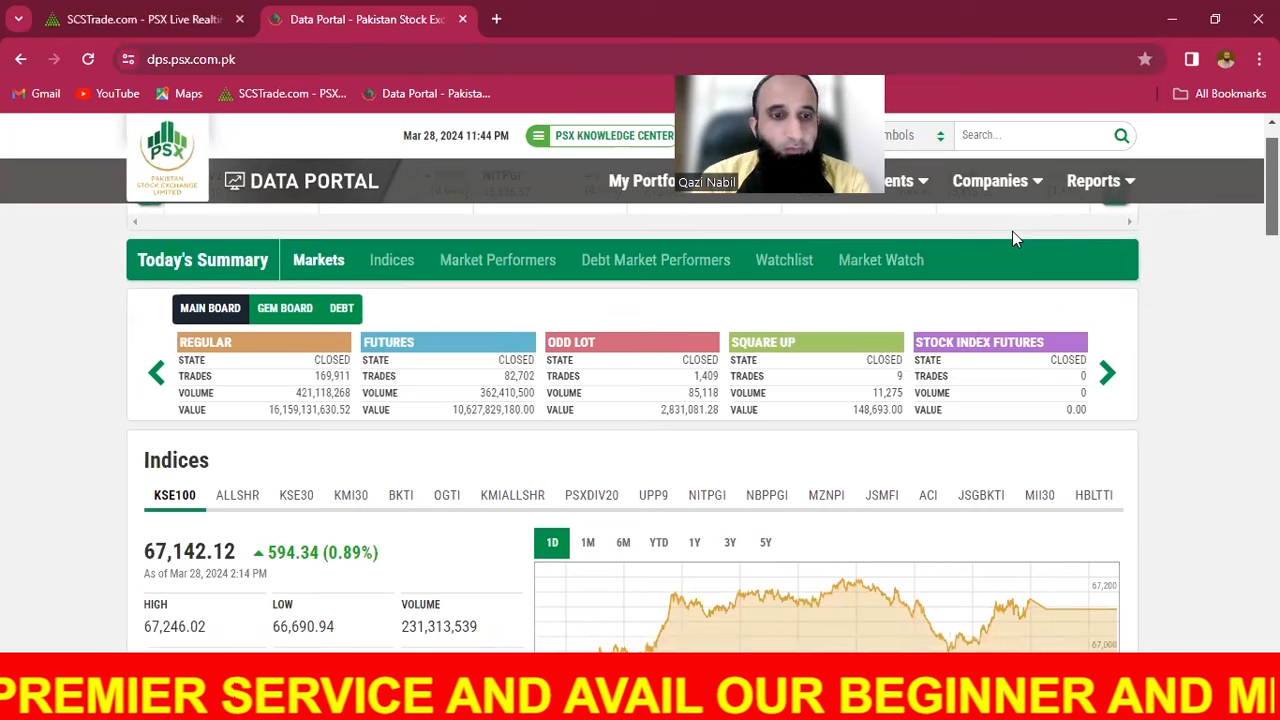 SCSTrade.com - PSX Live Realti
Data Portal - Pakistan Stock Exc
dps.psx.com.pk
Gmail YouTube Maps SCSTrade.com - PSX... Data Portal - Pakista... All Bookmarks
PSX
PAKISTAN
STOCK EXCHANGE
LIMITED
Mar 28, 2024 11:44 PM PSX KNOWLEDGE CENTER mbols Search...
DATA PORTAL My Portfo ents Companies Reports
Qazi Nabil
NITPGI
Today's Summary Markets Indices Market Performers Debt Market Performers Watchlist Market Watch
MAIN BOARD GEM BOARD DEBT
REGULAR FUTURES ODD LOT SQUARE UP STOCK INDEX FUTURES
STATE CLOSED STATE CLOSED STATE CLOSED STATE CLOSED STATE CLOSED
TRADES 169,911 TRADES 82,702 TRADES 1,409 TRADES 9 TRADES 0
VOLUME 421,118,268 VOLUME 362,410,500 VOLUME 85,118 VOLUME 11,275 VOLUME 0
VALUE 16,159,131,630.52 VALUE 10,627,829,180.00 VALUE 2,831,081.28 VALUE 148,693.00 VALUE 0.00
Indices
KSE100 ALLSHR KSE30 KMI30 BKTI OGTI KMIALLSHR PSXDIV20 UPP9 NITPGI NBPPGI MZNPI JSMFI ACI JSGBKTI MII30 HBLTTI
67,142.12 594.34 (0.89%)
As of Mar 28, 2024 2:14 PM
1D 1M 6M YTD 1Y 3Y 5Y
HIGH LOW VOLUME
67,246.02 66,690.94 231,313,539
67,200
67,000
PREMIER SERVICE AND AVAIL OUR BEGINNER AND MI